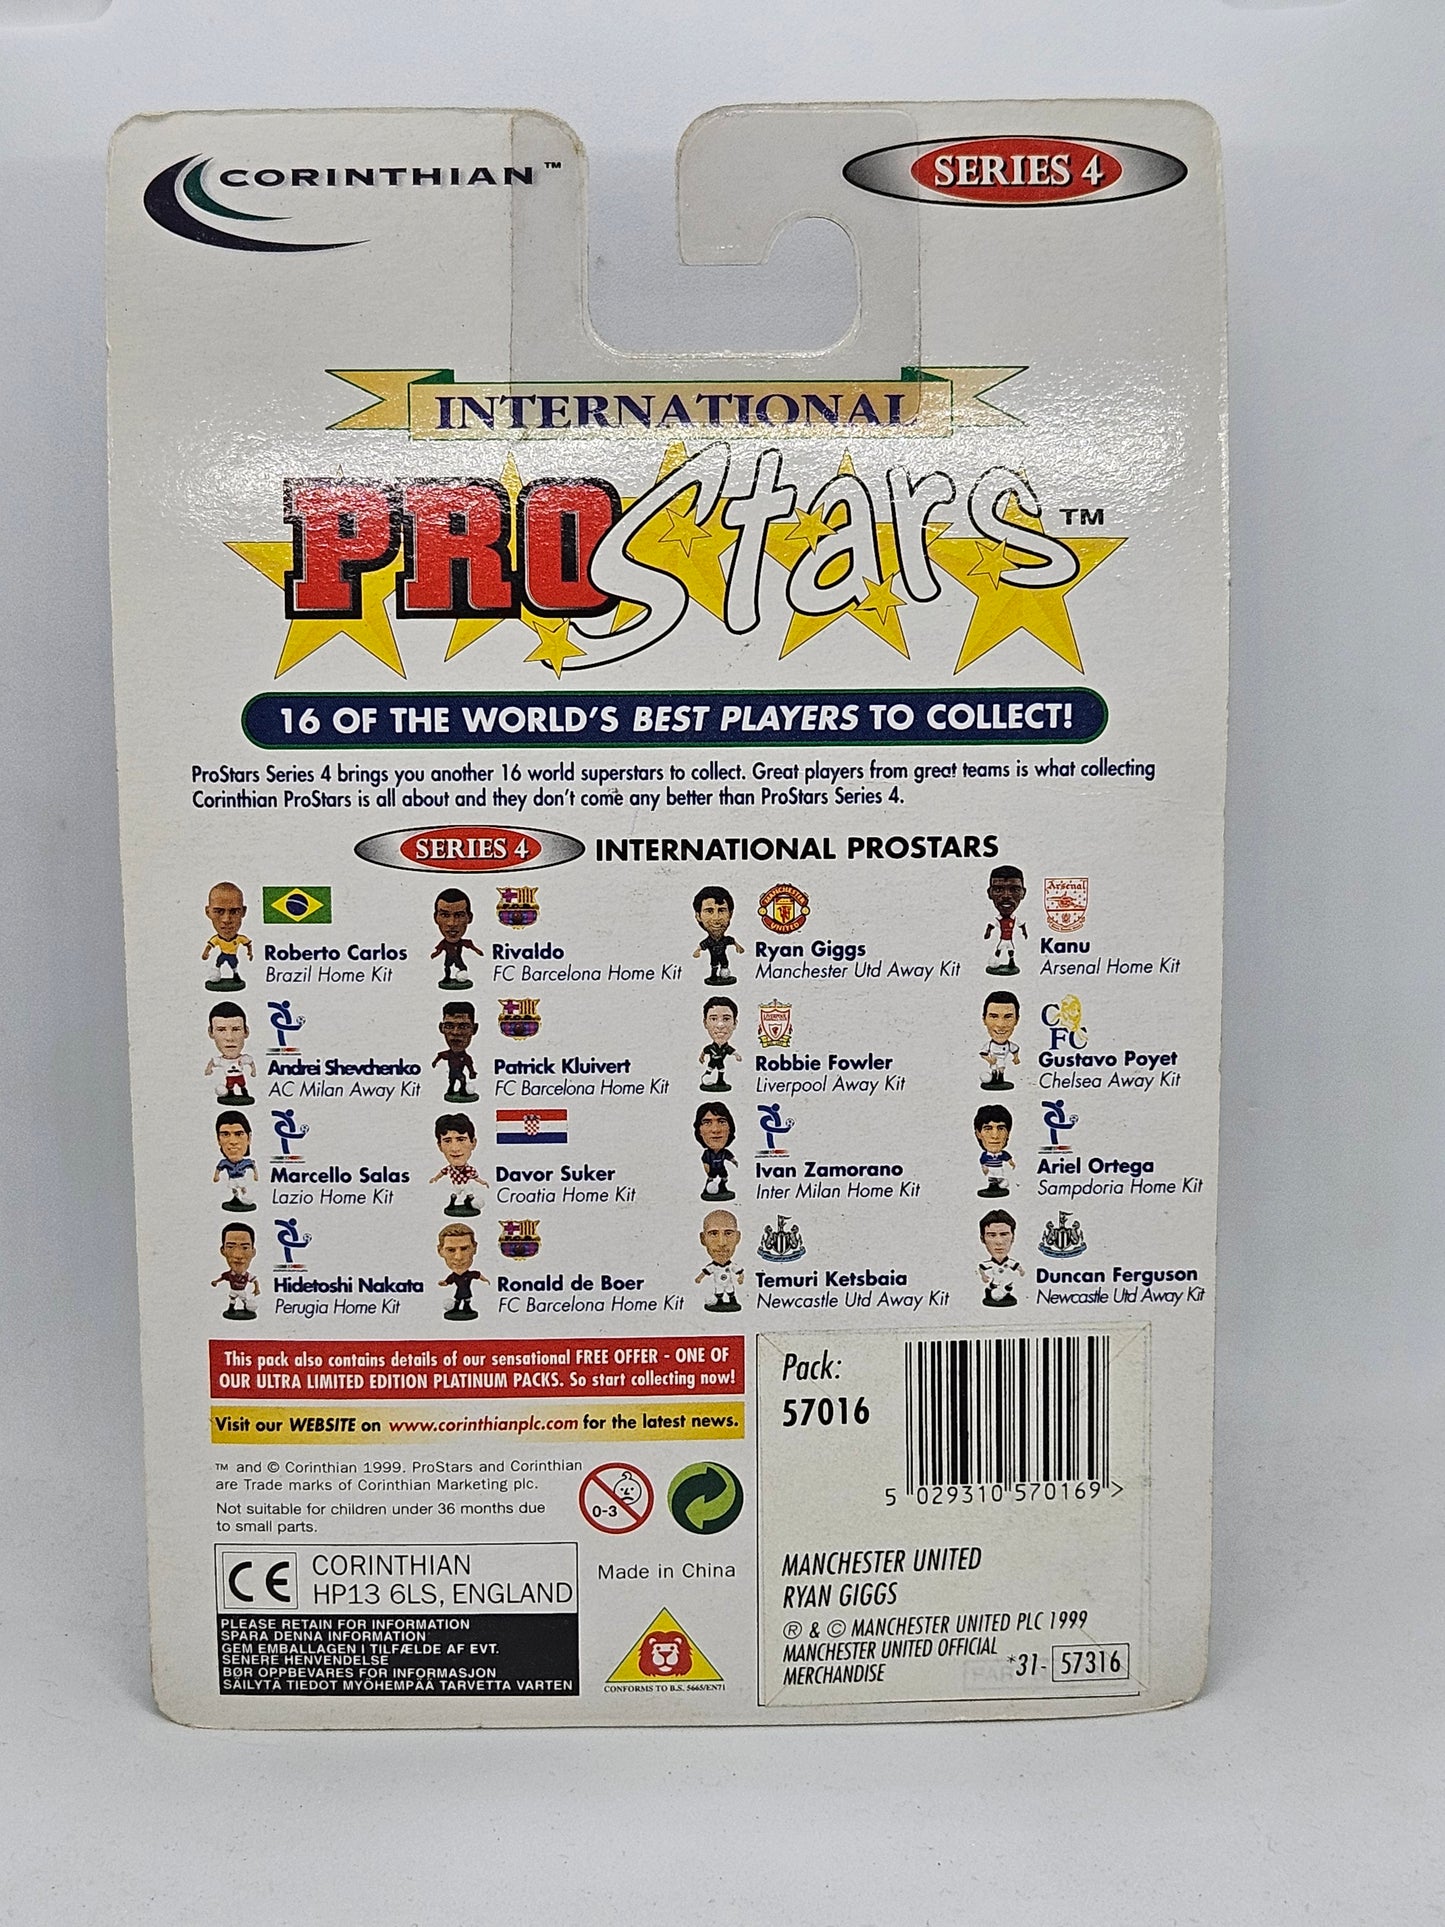 CORINTHIAN™
SERIES 4
INTERNATIONAL
PROStars™
16 OF THE WORLD'S BEST PLAYERS TO COLLECT!
ProStars Series 4 brings you another 16 world superstars to collect. Great players from great teams is what collecting
Corinthian ProStars is all about and they don't come any better than ProStars Series 4.
SERIES 4 INTERNATIONAL PROSTARS
Roberto Carlos
Brazil Home Kit
Rivaldo
FC Barcelona Home Kit
MANCHESTER
UNITED
Ryan Giggs
Manchester Utd Away Kit
Arsenal
Kanu
Arsenal Home Kit
Andrei Shevchenko
AC Milan Away Kit
Patrick Kluivert
FC Barcelona Home Kit
LIVERPOOL
Robbie Fowler
Liverpool Away Kit
C
FC
Gustavo Poyet
Chelsea Away Kit
Marcello Salas
Lazio Home Kit
Davor Suker
Croatia Home Kit
Ivan Zamorano
Inter Milan Home Kit
Ariel Ortega
Sampdoria Home Kit
Hidetoshi Nakata
Perugia Home Kit
Ronald de Boer
FC Barcelona Home Kit
Temuri Ketsbaia
Newcastle Utd Away Kit
Duncan Ferguson
Newcastle Utd Away Kit
This pack also contains details of our sensational FREE OFFER - ONE OF
OUR ULTRA LIMITED EDITION PLATINUM PACKS. So start collecting now!
Visit our WEBSITE on www.corinthianplc.com for the latest news.
™ and © Corinthian 1999. ProStars and Corinthian
are Trade marks of Corinthian Marketing plc.
Not suitable for children under 36 months due
to small parts.
0-3
CE CORINTHIAN
HP13 6LS, ENGLAND
PLEASE RETAIN FOR INFORMATION
SPARA DENNA INFORMATION
GEM EMBALLAGEN I TILFÆLDE AF EVT.
SENERE HENVENDELSE
BØR OPPBEVARES FOR INFORMASJON
SÄILYTÄ TIEDOT MYÖHEMPÄÄ TARVETTA VARTEN
Made in China
CONFORMS TO B.S. 5665/EN71
Pack:
57016
5 029310 570169 >
MANCHESTER UNITED
RYAN GIGGS
® & © MANCHESTER UNITED PLC 1999
MANCHESTER UNITED OFFICIAL
MERCHANDISE
*31- 57316